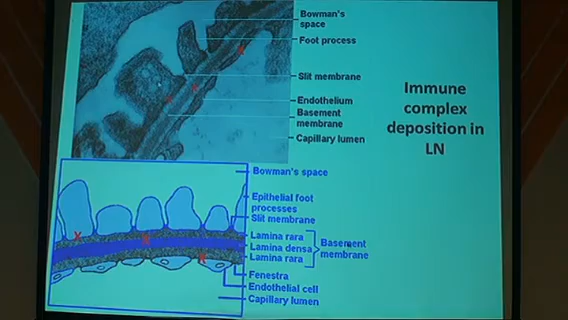 Bowman's
space
Foot process
Slit membrane
Endothelium
Basement
membrane
Capillary lumen
Immune
complex
deposition in
LN
Bowman's space
Epithelial foot
processes
Slit membrane
Lamina rara
Lamina densa
Lamina rara
Basement
membrane
Fenestra
Endothelial cell
Capillary lumen